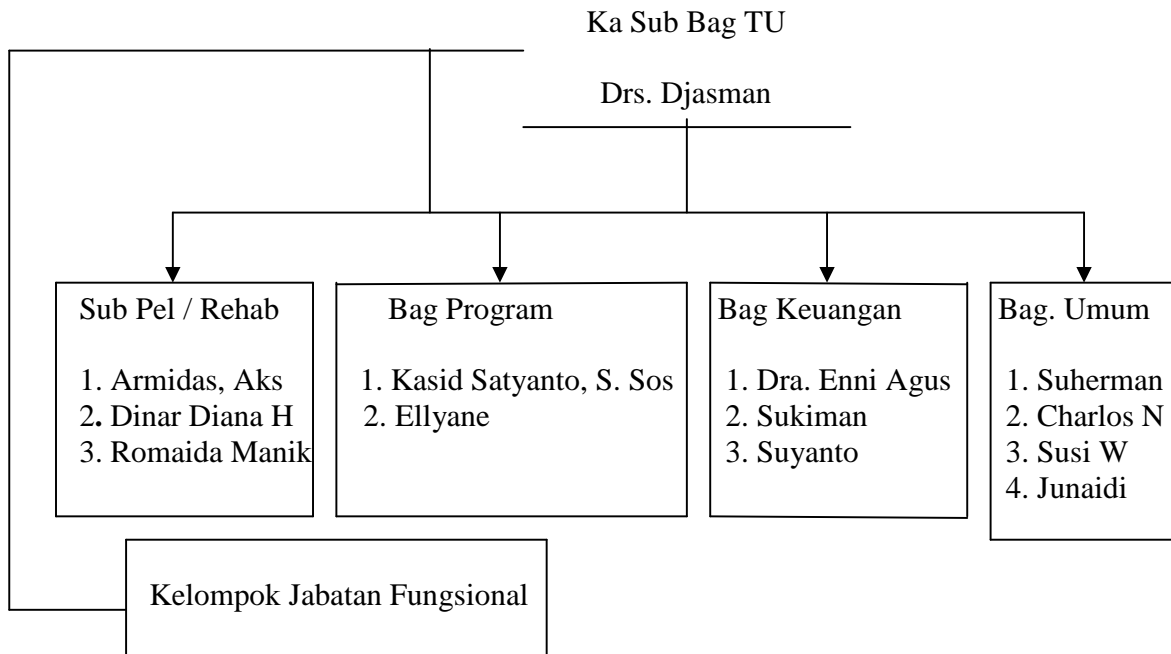 Ka Sub Bag TU
Drs. Djasman
Sub Pel / Rehab
1. Armidas, Aks
2. Dinar Diana H
3. Romaida Manik
Bag Program
1. Kasid Satyanto, S. Sos
2. Ellyane
Bag Keuangan
1. Dra. Enni Agus
2. Sukiman
3. Suyanto
Bag. Umum
1. Suherman
2. Charlos N
3. Susi W
4. Junaidi
Kelompok Jabatan Fungsional